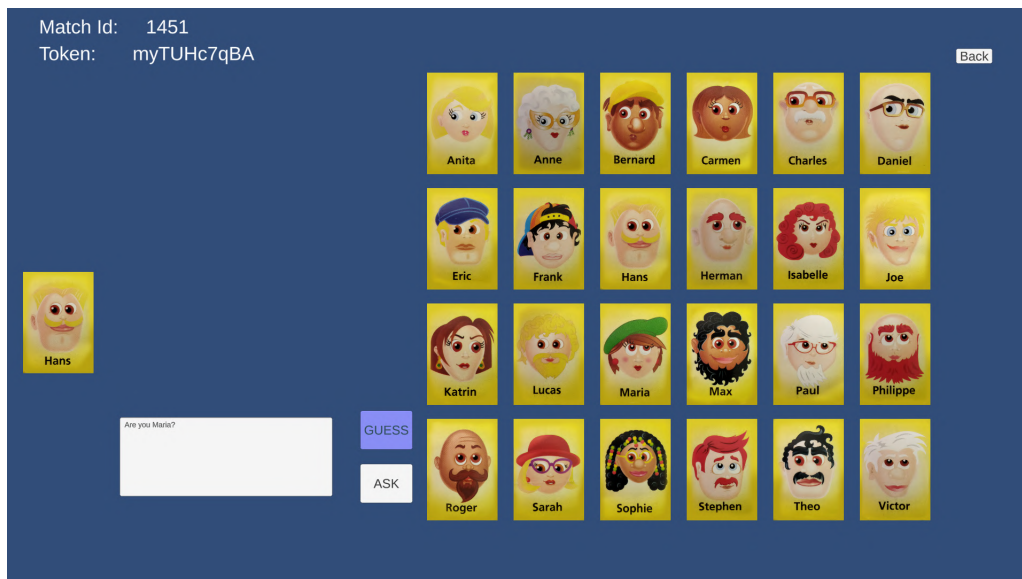 Match Id: 1451
Token: myTUHc7qBA
Back
Anita Anne Bernard Carmen Charles Daniel
Eric Frank Hans Herman Isabelle Joe
Hans
Katrin Lucas Maria Max Paul Philippe
Are you Maria?
GUESS
ASK
Roger Sarah Sophie Stephen Theo Victor